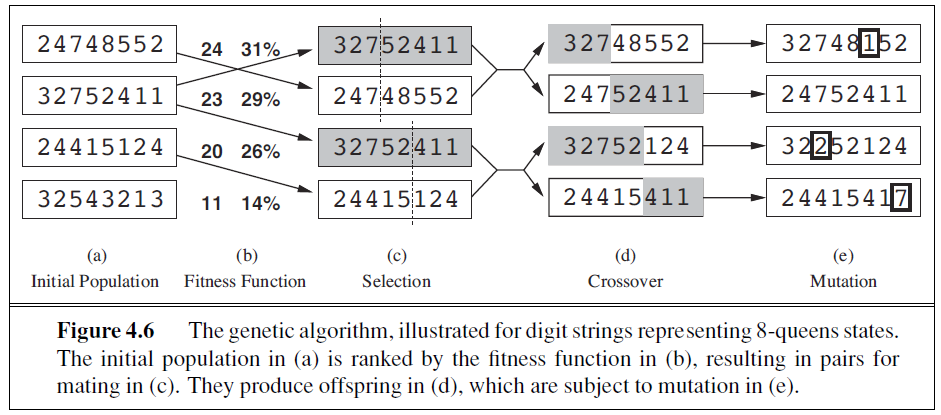 24748552 24 31% 32752411 32748552 32748152
32752411 23 29% 24748552 24752411 24752411
24415124 20 26% 32752411 32752124 32252124
32543213 11 14% 24415124 24415411 24415417
(a) (b) (c) (d) (e)
Initial Population Fitness Function Selection Crossover Mutation
Figure 4.6 The genetic algorithm, illustrated for digit strings representing 8-queens states.
The initial population in (a) is ranked by the fitness function in (b), resulting in pairs for
mating in (c). They produce offspring in (d), which are subject to mutation in (e).